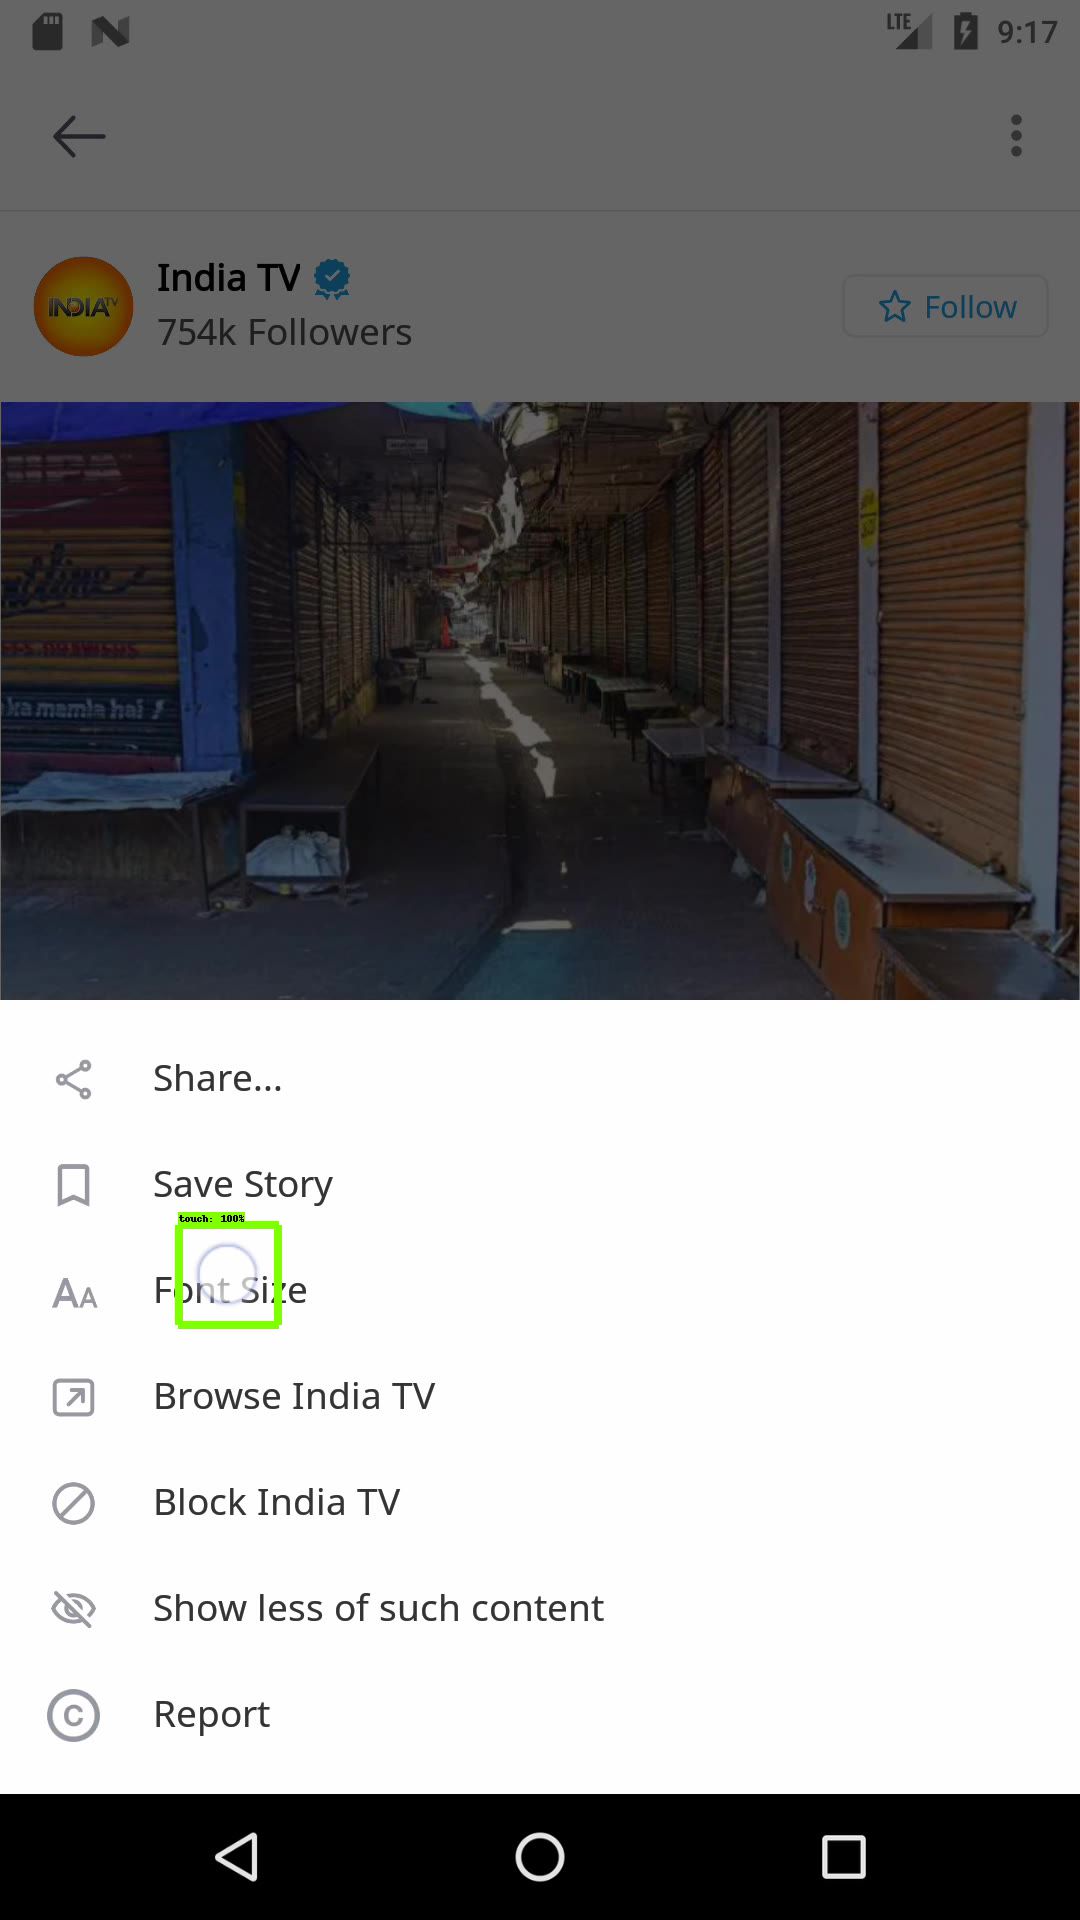 LTE 9:17
India TV
INDIA TV
754k Followers
Follow
ka mamla hai
Share...
Save Story
touch: 100%
Font Size
Browse India TV
Block India TV
Show less of such content
Report